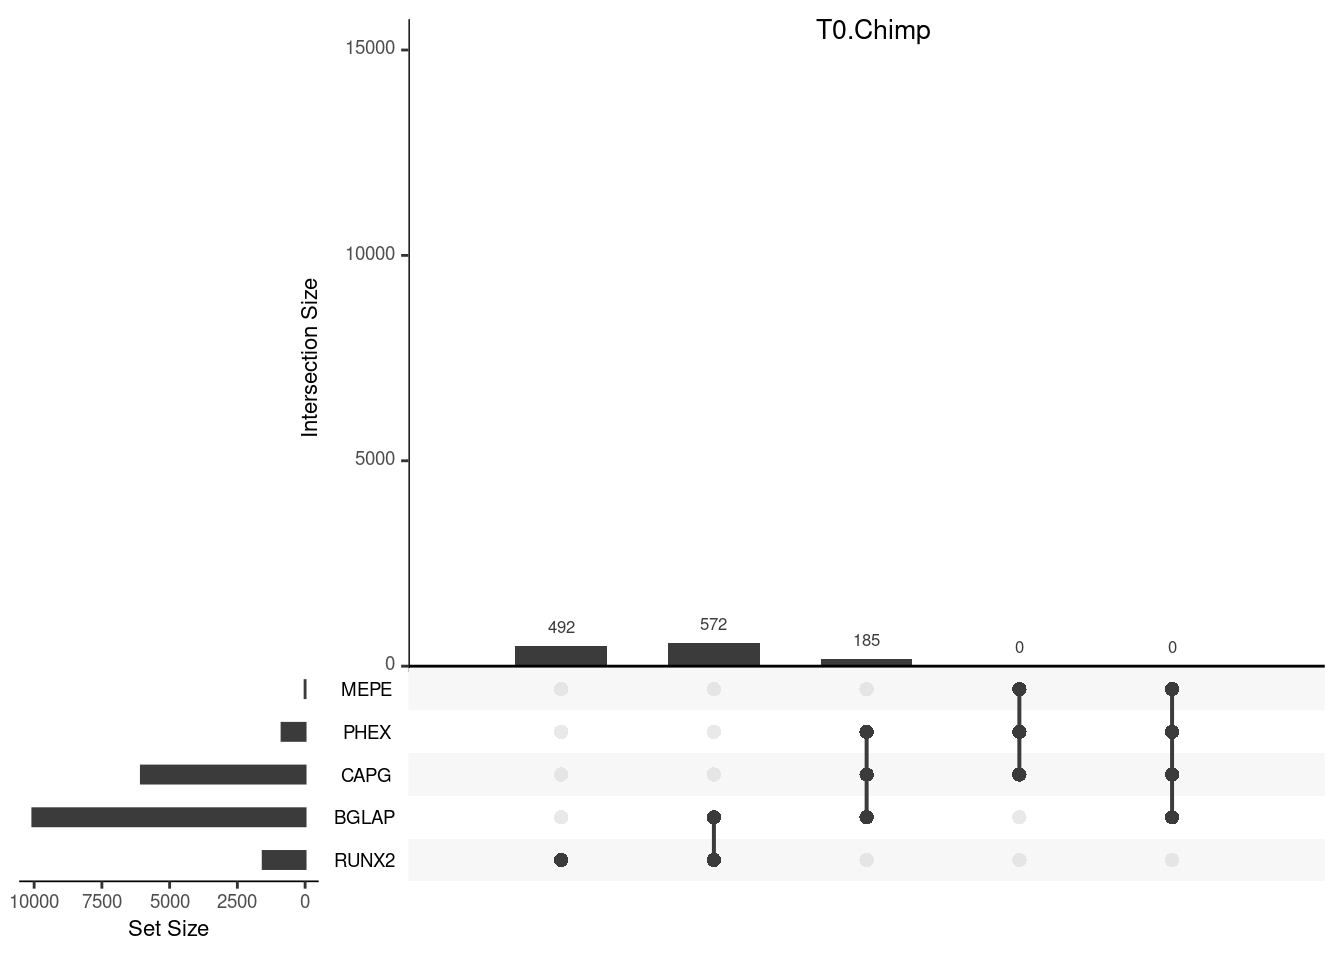 T0.Chimp
15000
10000
5000
0
Intersection Size
492
572
185
0
0
MEPE
PHEX
CAPG
BGLAP
RUNX2
10000 7500 5000 2500 0
Set Size